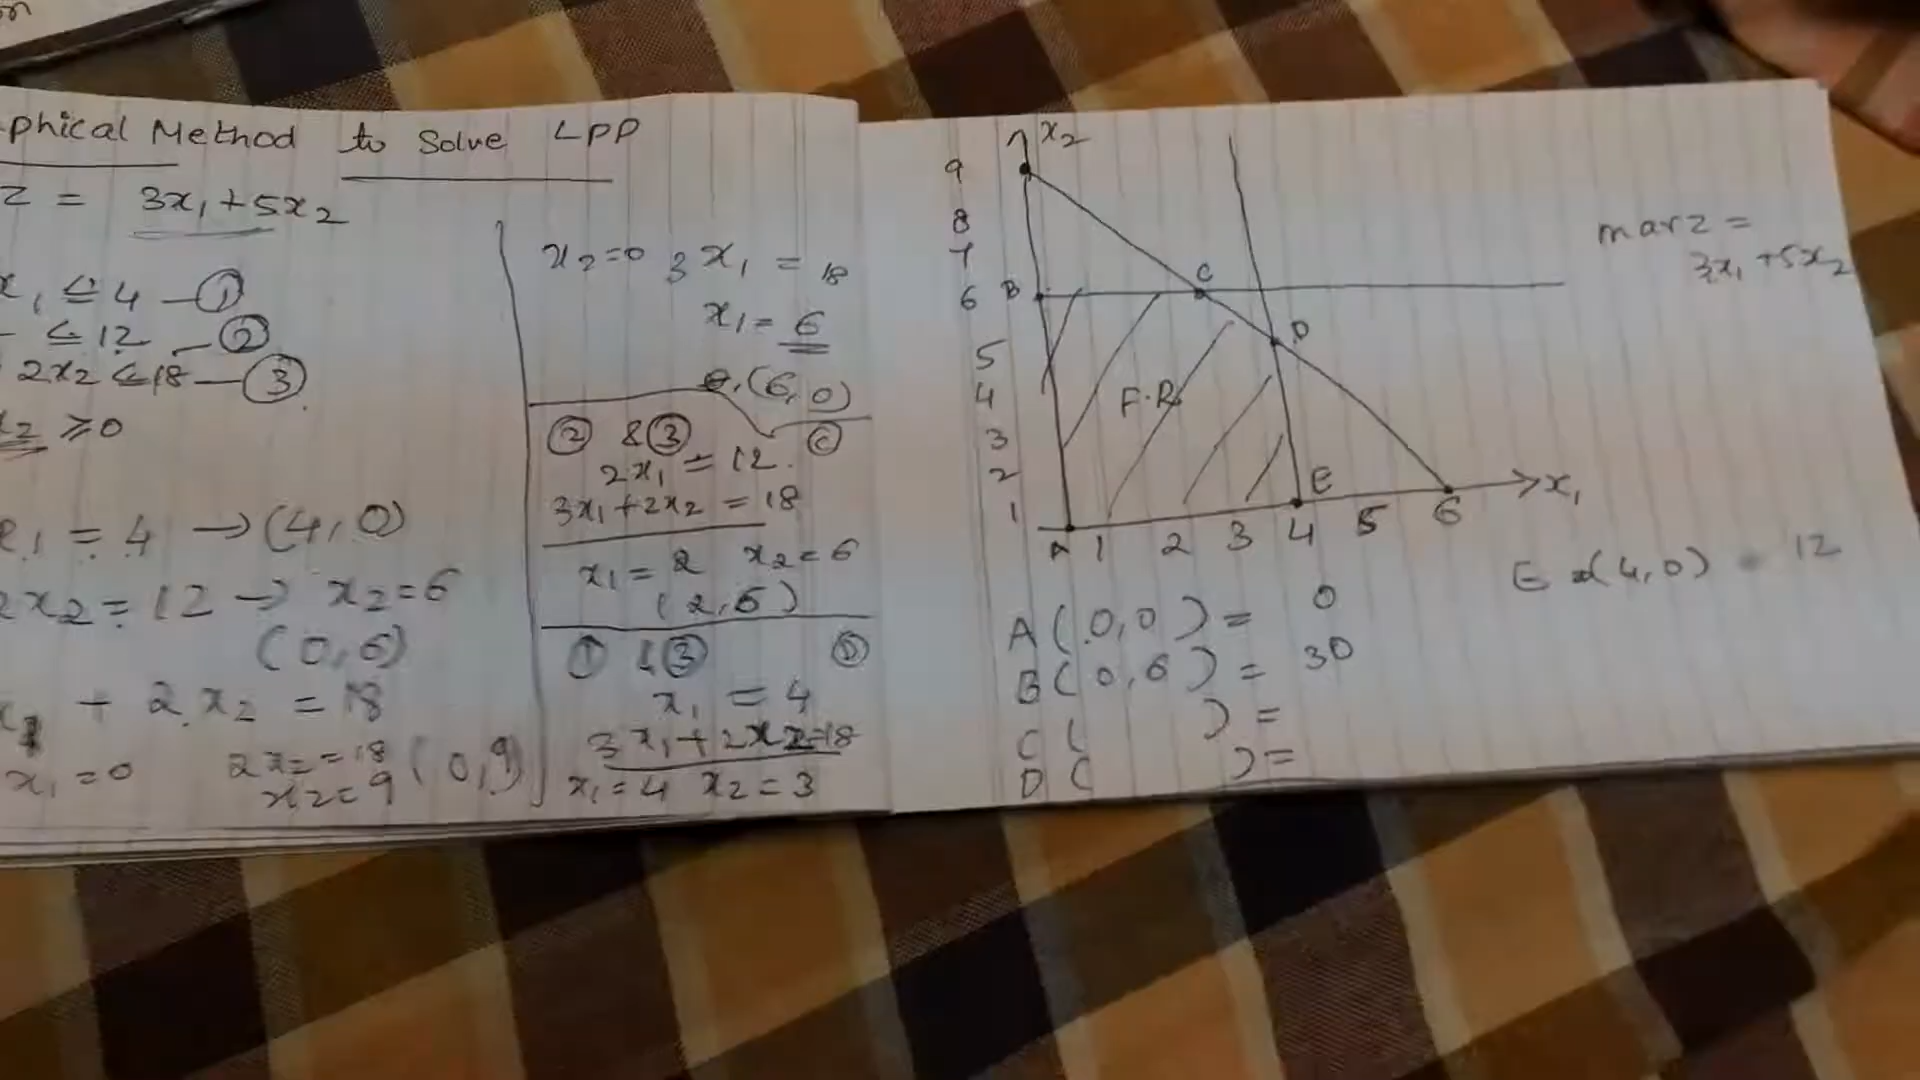 phical Method to Solve LPP
Z = 3x₁+5x₂
x₁ ≤ 4 — ①
≤ 12 — ②
2x₂ ≤ 18 — ③
x₂ ≥ 0
x₁ = 4 → (4,0)
2x₂ = 12 → x₂=6
(0,6)
+ 2x₂ = 18
x₁=0 2x₂=18 (0,9)
x₂=9
x₂=0 3x₁ = 18
x₁ = 6
(6,0)
② & ③ Ⓒ
2x₁ = 12
3x₁+2x₂ = 18
x₁ = 2 x₂=6
(2,6)
① & ③ Ⓓ
x₁ = 4
3x₁+2x₂=18
x₁=4 x₂=3
x₂
9
8
7
6 B C
5 D
4 F.R
3
2 E x₁
1
A 1 2 3 4 5 6
max Z =
3x₁+5x₂
E (4,0) = 12
A (0,0) = 0
B (0,6) = 30
C ( ) =
D ( ) =